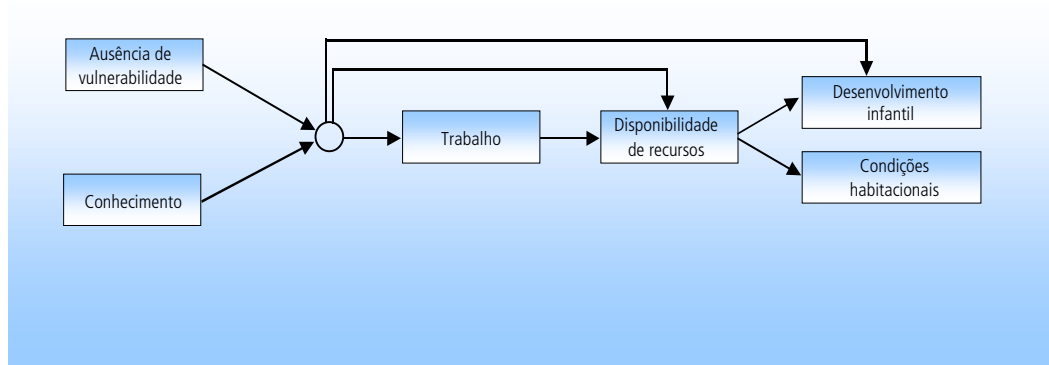 Ausência de
vulnerabilidade
Conhecimento
Trabalho
Disponibilidade
de recursos
Desenvolvimento
infantil
Condições
habitacionais